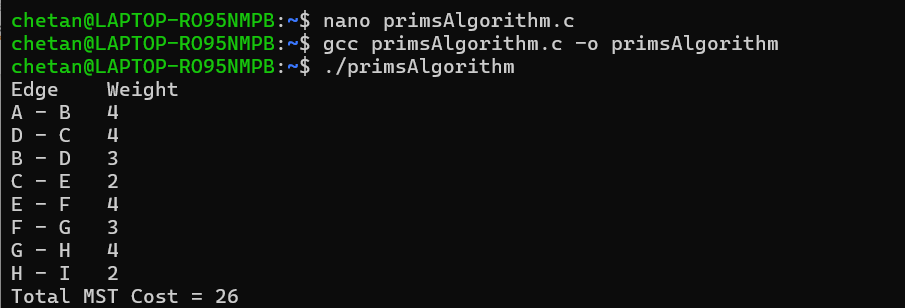 chetan@LAPTOP-RO95NMPB:~$ nano primsAlgorithm.c
chetan@LAPTOP-RO95NMPB:~$ gcc primsAlgorithm.c -o primsAlgorithm
chetan@LAPTOP-RO95NMPB:~$ ./primsAlgorithm
Edge    Weight
A - B   4
D - C   4
B - D   3
C - E   2
E - F   4
F - G   3
G - H   4
H - I   2
Total MST Cost = 26